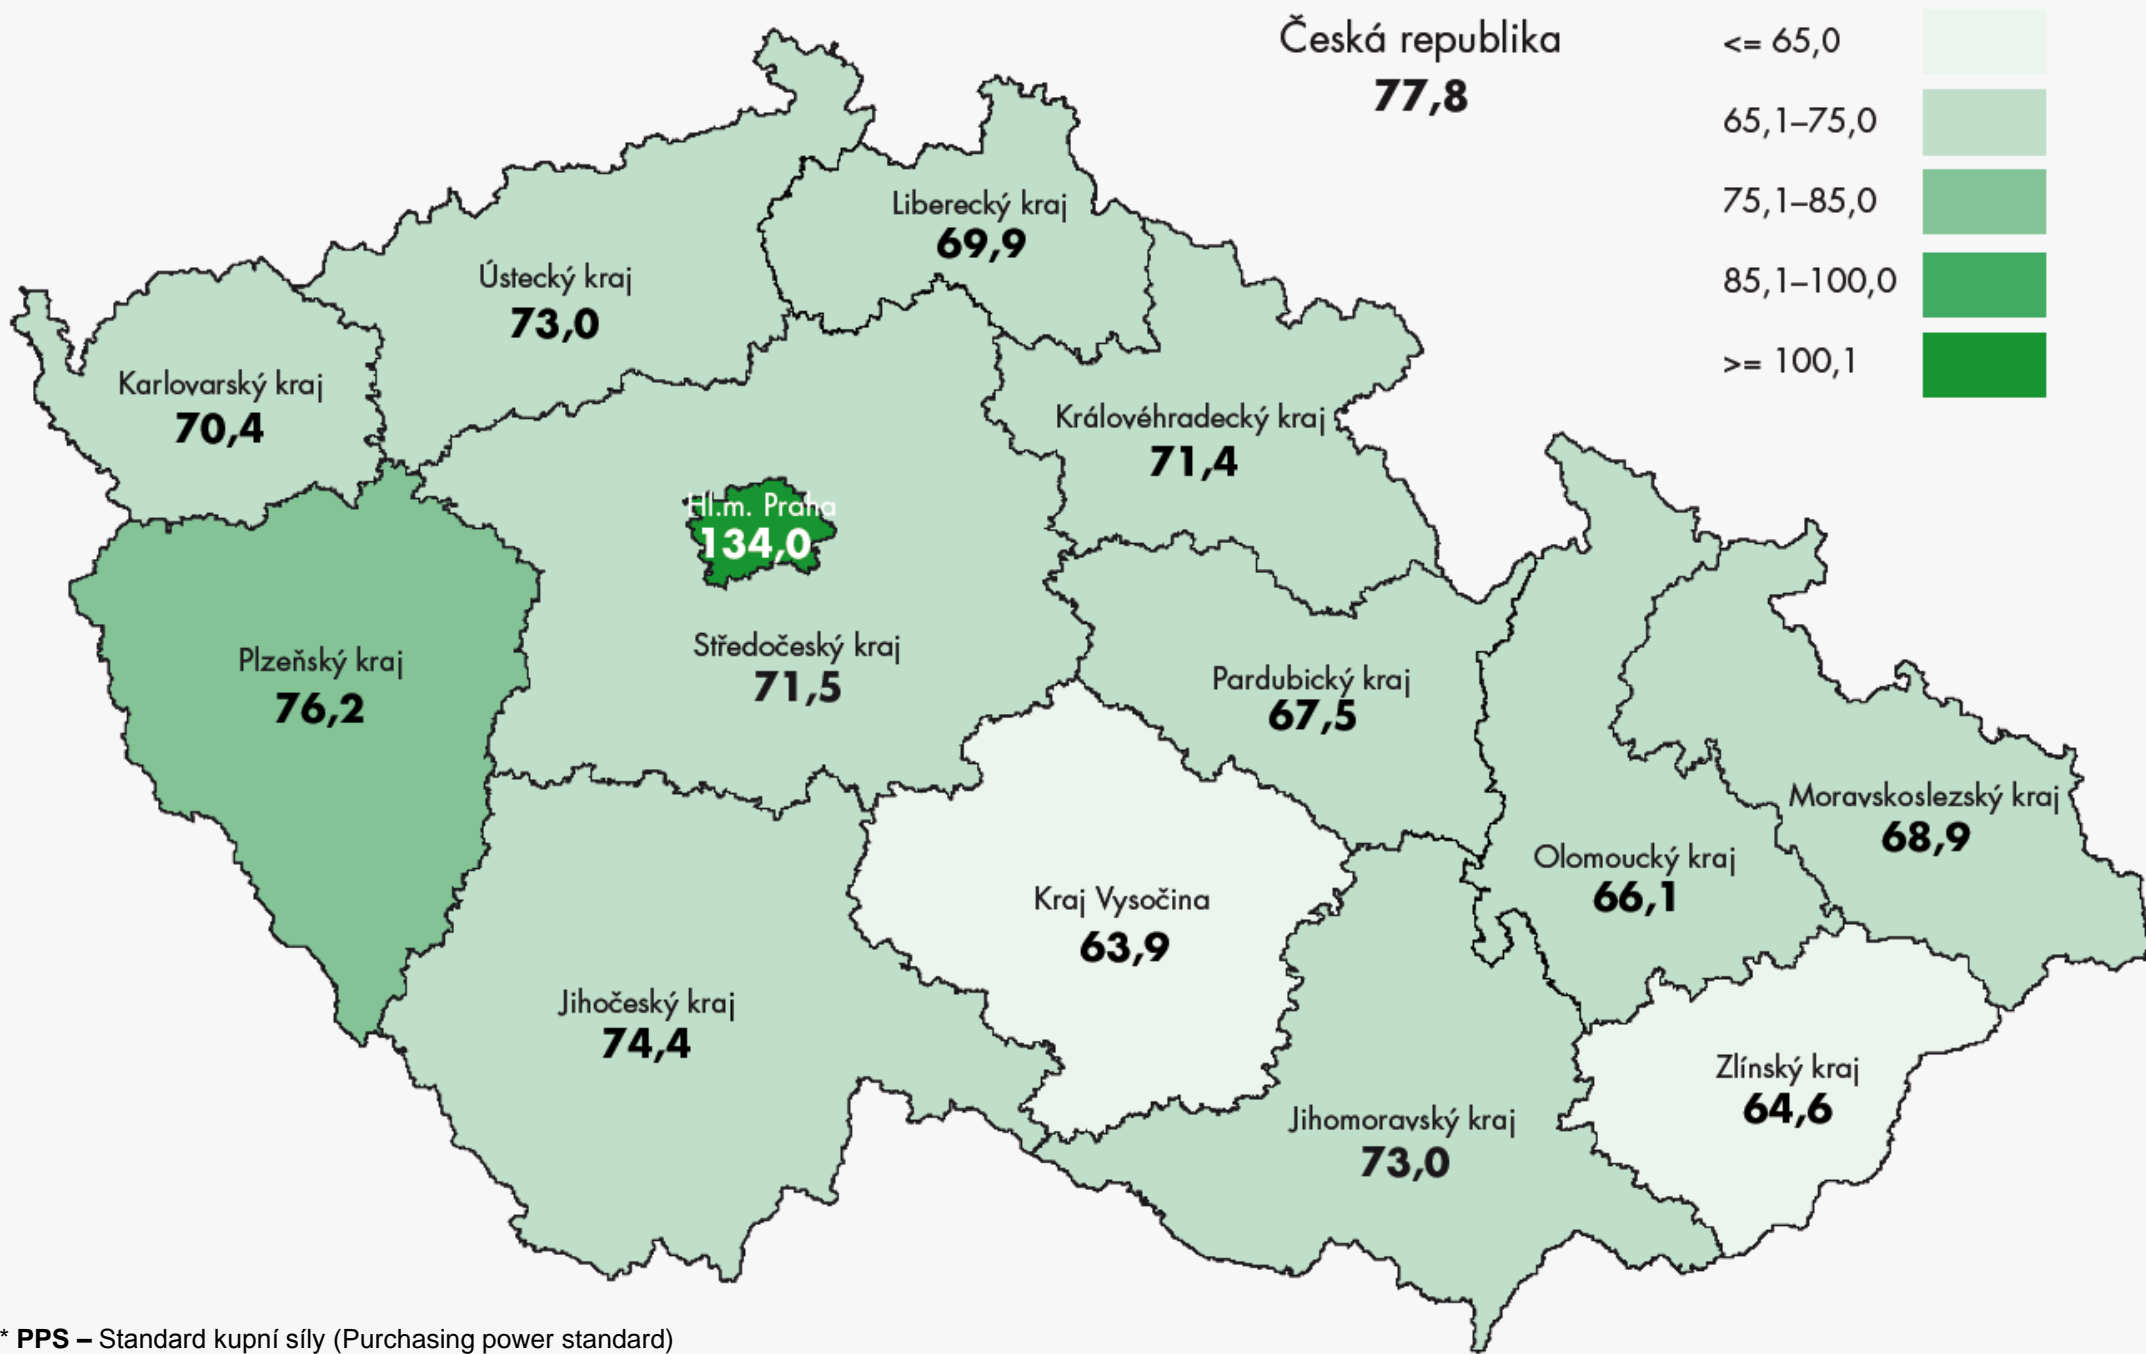 Česká republika
77,8
<= 65,0
65,1–75,0
75,1–85,0
85,1–100,0
>= 100,1
Liberecký kraj
69,9
Ústecký kraj
73,0
Karlovarský kraj
70,4
Královéhradecký kraj
71,4
Hl.m. Praha
134,0
Středočeský kraj
71,5
Plzeňský kraj
76,2
Pardubický kraj
67,5
Moravskoslezský kraj
68,9
Olomoucký kraj
66,1
Kraj Vysočina
63,9
Jihočeský kraj
74,4
Zlínský kraj
64,6
Jihomoravský kraj
73,0
* PPS – Standard kupní síly (Purchasing power standard)